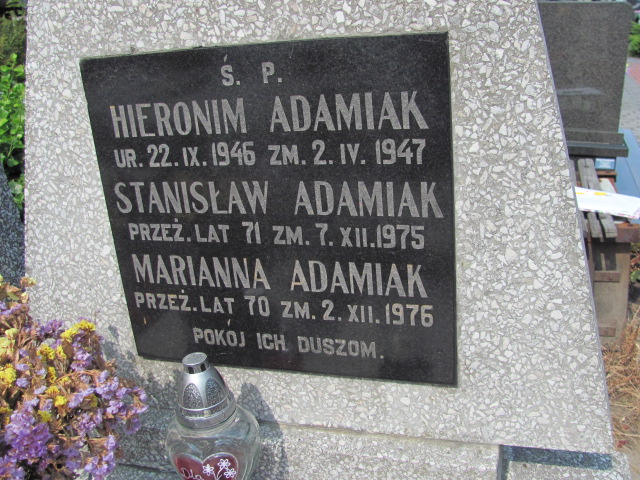 Ś. P.
HIERONIM ADAMIAK
UR. 22. IX. 1946 ZM. 2. IV. 1947
STANISŁAW ADAMIAK
PRZEŻ. LAT 71 ZM. 7. XII. 1975
MARIANNA ADAMIAK
PRZEŻ. LAT 70 ZM. 2. XII. 1976
POKÓJ ICH DUSZOM.